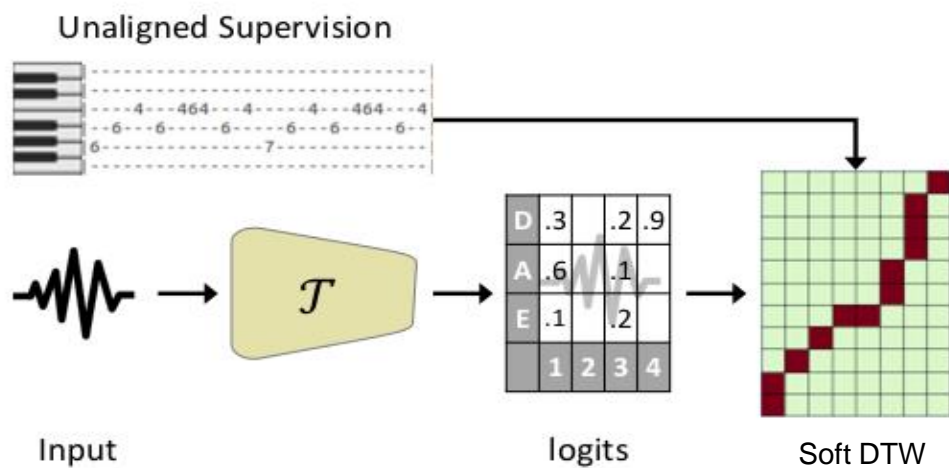 Unaligned Supervision
----------------------------------------
----------------------------------------
-----4----464----4------4----464----4
---6----6------6------6----6------6---
6------------------7-------------------
----------------------------------------
D .3 .2 .9
A .6 .1
E .1 .2
1 2 3 4
𝒯
Input
logits
Soft DTW